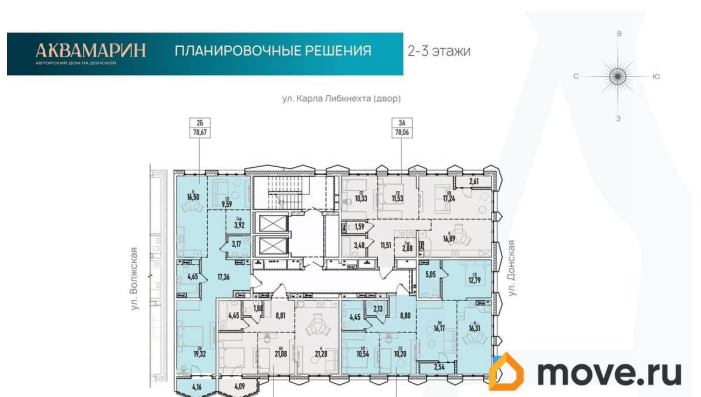 АКВАМАРИН
АВТОРСКИЙ ДОМ НА ДОНСКОЙ
ПЛАНИРОВОЧНЫЕ РЕШЕНИЯ
2-3 этажи
В
С
Ю
З
ул. Карла Либкнехта (двор)
2Б
78,67
3А
78,06
ул. Волжская
ул. Донская
16,50
9,59
3,92
3,17
4,65
17,36
19,32
4,16
4,45
1,88
8,81
21,08
21,28
4,09
10,33
11,53
17,24
2,61
1,59
3,48
11,51
2,88
16,89
5,05
12,79
4,45
2,13
8,80
10,54
10,20
16,17
16,31
2,54
move.ru